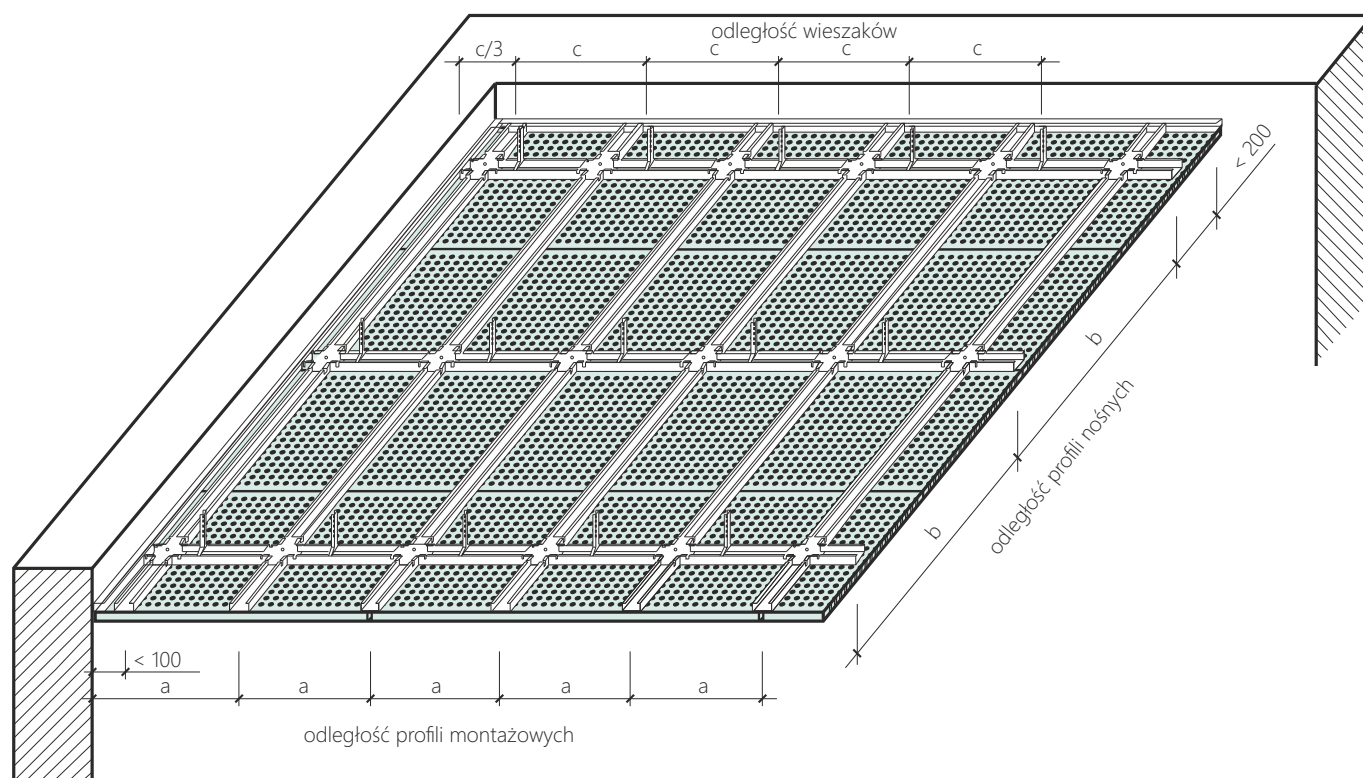 odległość wieszaków
c/3 c c c c
< 200
b
odległość profili nośnych
b
< 100
a a a a a
odległość profili montażowych